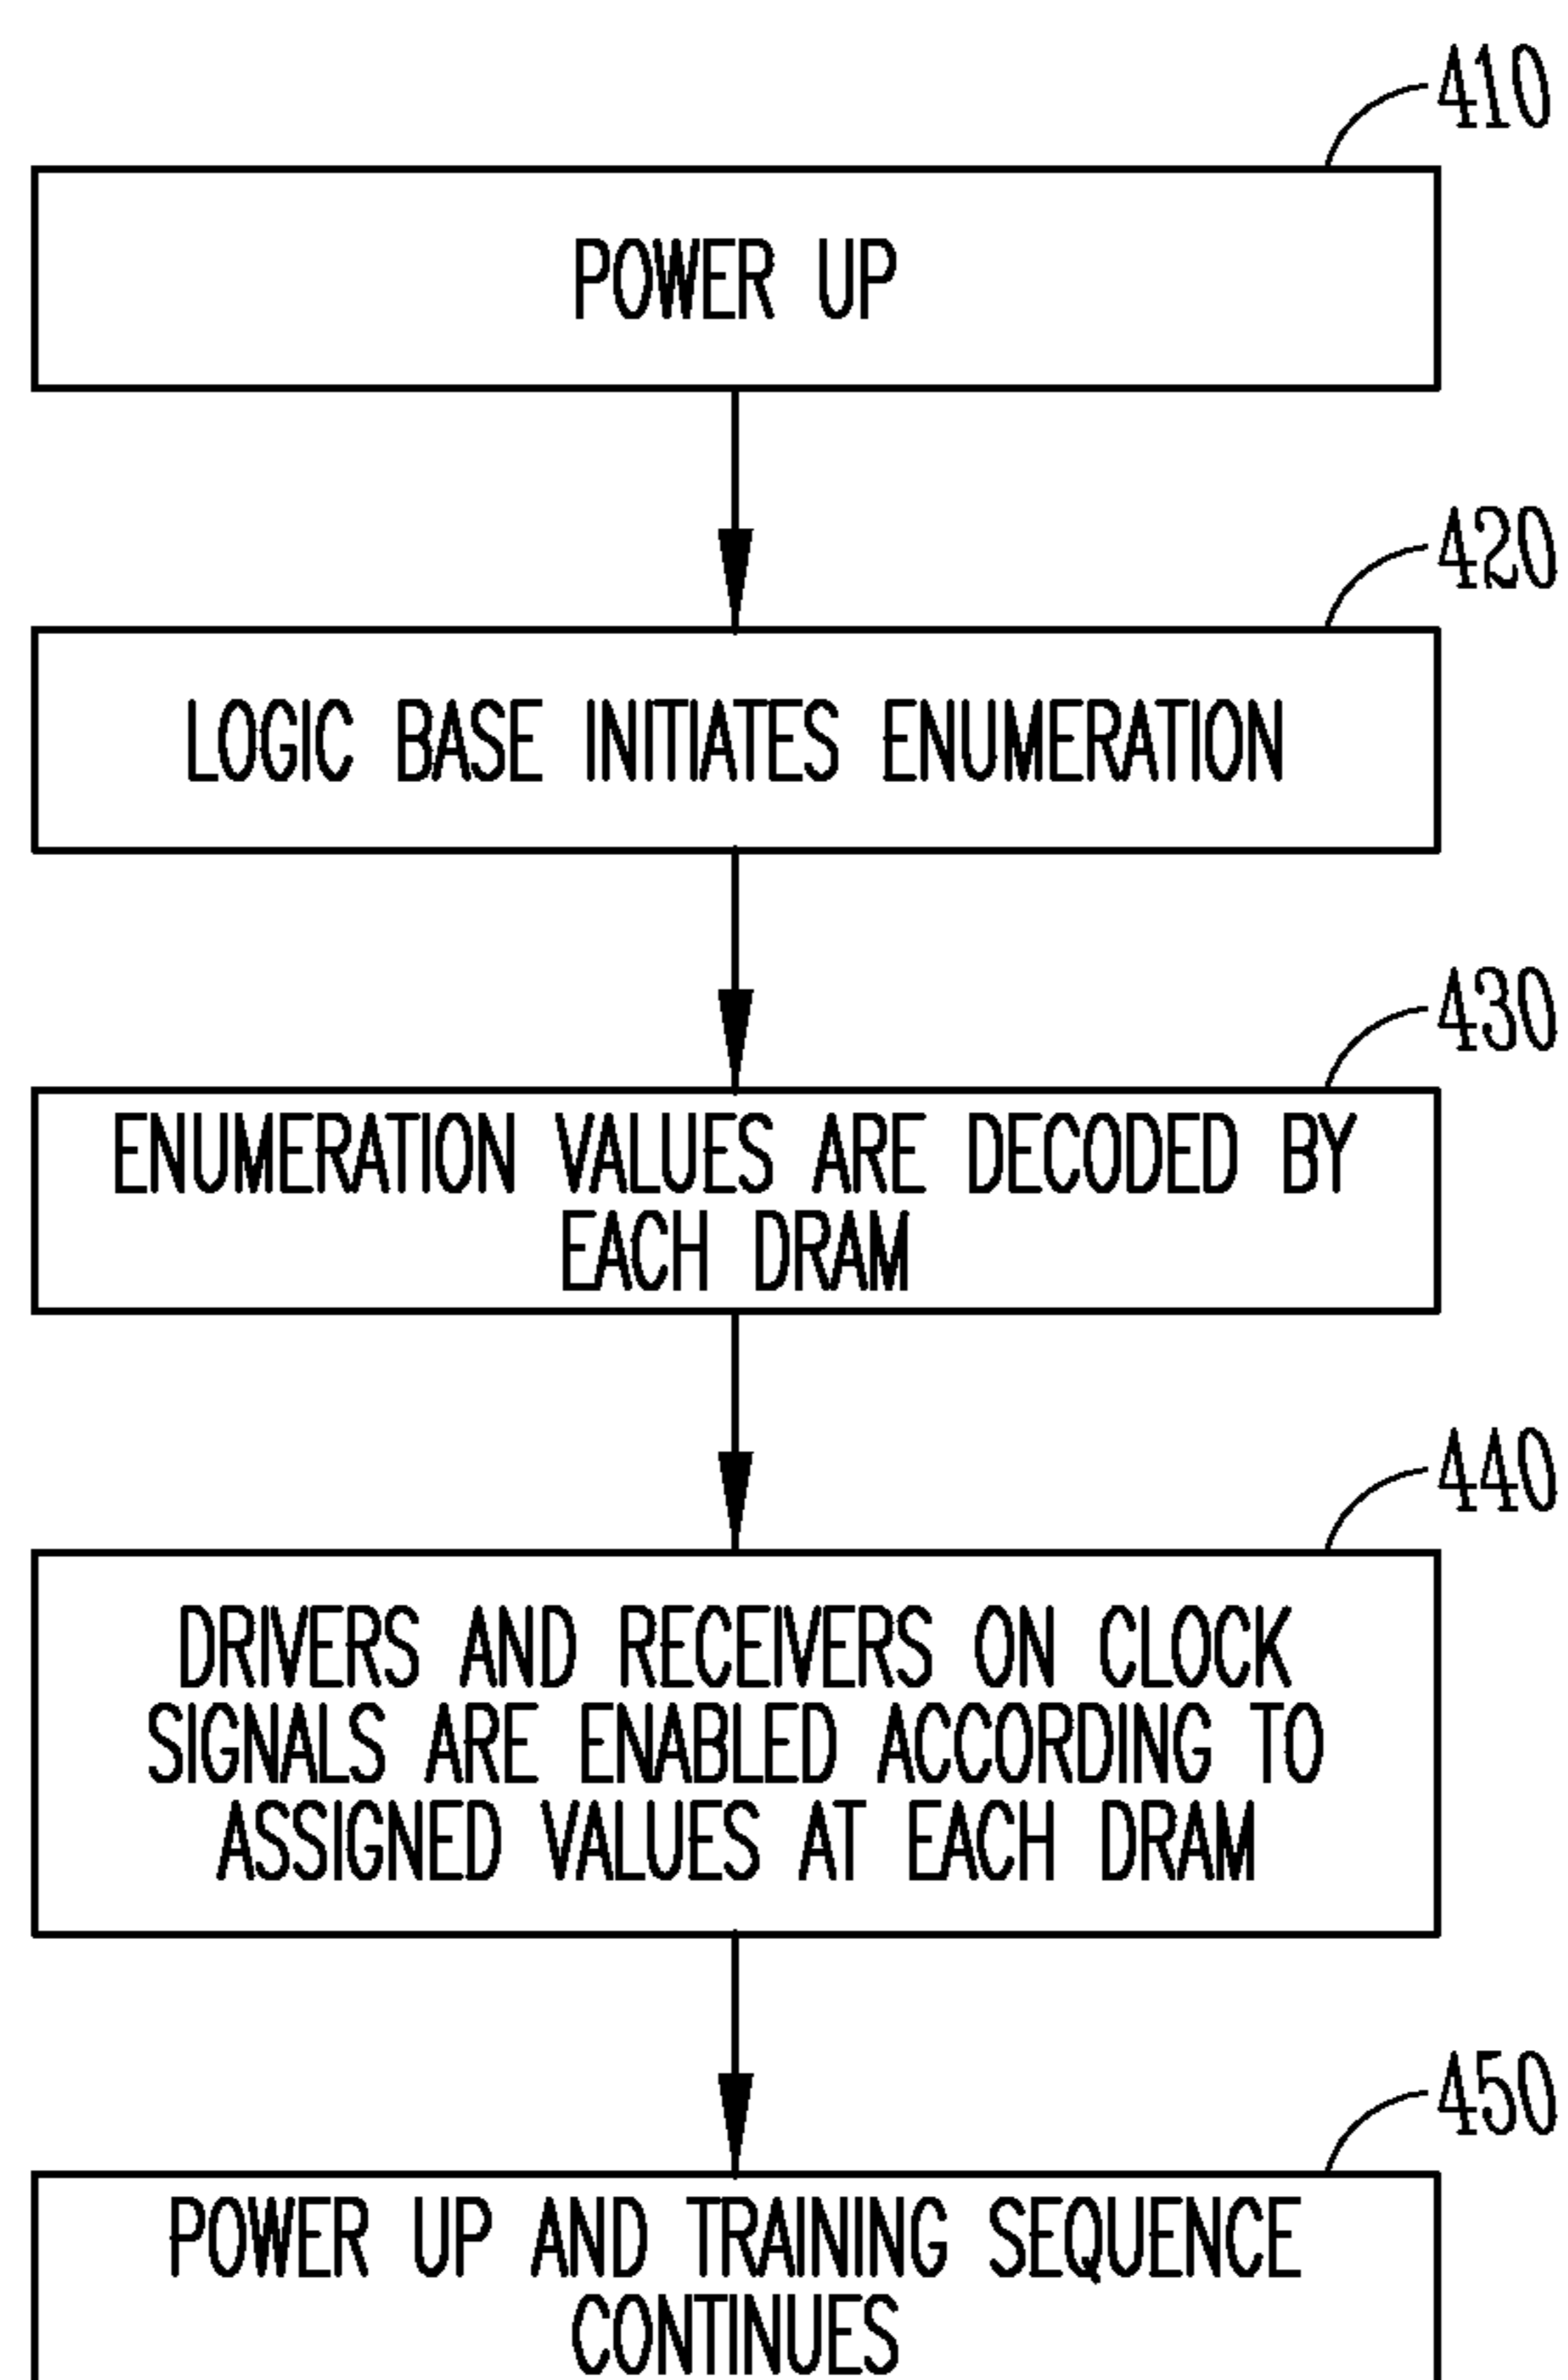 410
POWER UP
420
LOGIC BASE INITIATES ENUMERATION
430
ENUMERATION VALUES ARE DECODED BY
EACH DRAM
440
DRIVERS AND RECEIVERS ON CLOCK
SIGNALS ARE ENABLED ACCORDING TO
ASSIGNED VALUES AT EACH DRAM
450
POWER UP AND TRAINING SEQUENCE
CONTINUES